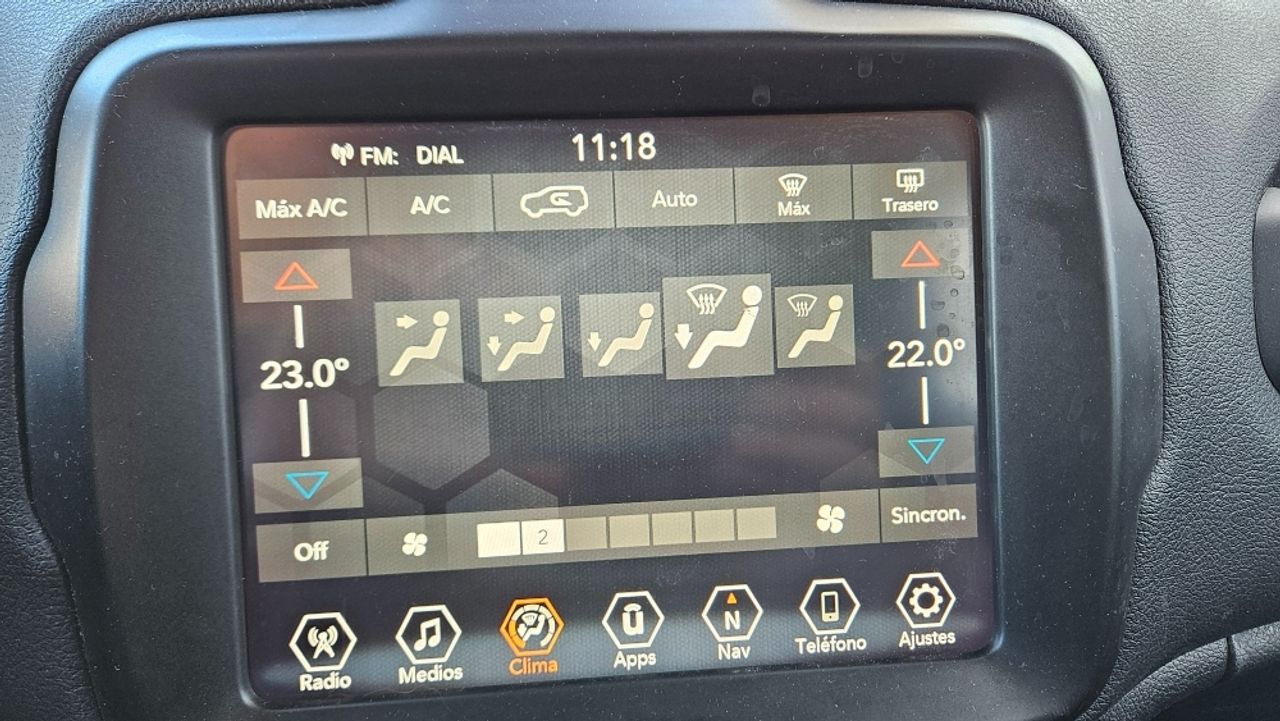 FM: DIAL 11:18
Máx A/C A/C Auto Máx Trasero
23.0° 22.0°
Off 2 Sincron.
Radio Medios Clima ū Apps N Nav Teléfono Ajustes